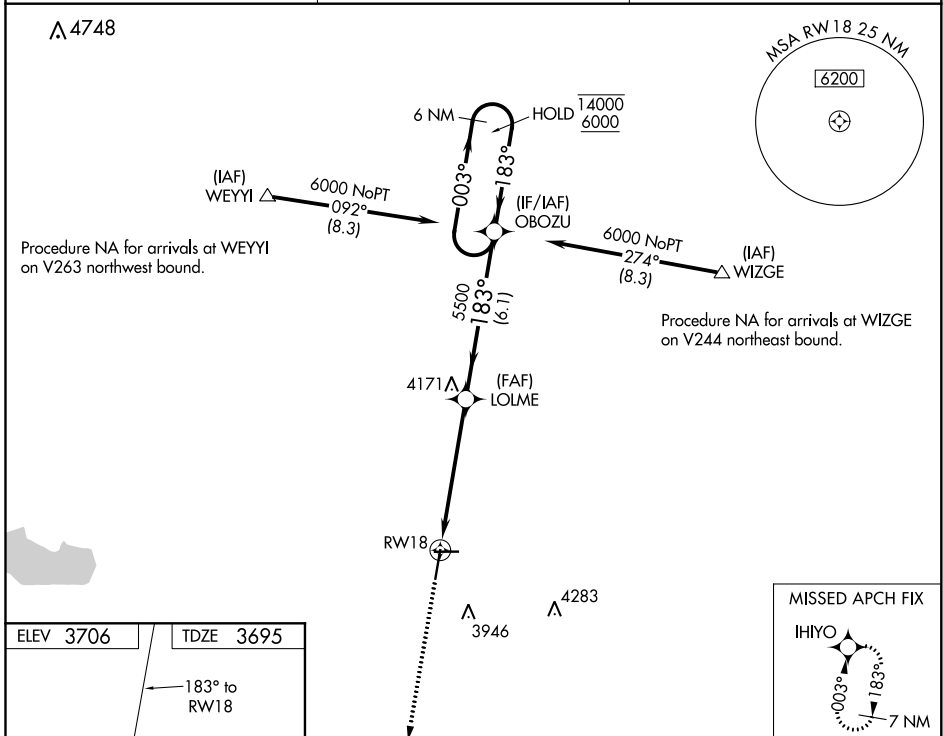 4748
MSA RW18 25 NM
6200
6 NM
HOLD
14000
6000
003°
183°
(IAF)
WEYYI
6000 NoPT
092°
(8.3)
(IF/IAF)
OBOZU
6000 NoPT
274°
(8.3)
(IAF)
WIZGE
Procedure NA for arrivals at WEYYI
on V263 northwest bound.
Procedure NA for arrivals at WIZGE
on V244 northeast bound.
5500
183°
(6.1)
4171
(FAF)
LOLME
RW18
4283
3946
ELEV 3706
TDZE 3695
183° to
RW18
MISSED APCH FIX
IHIYO
003°
183°
7 NM